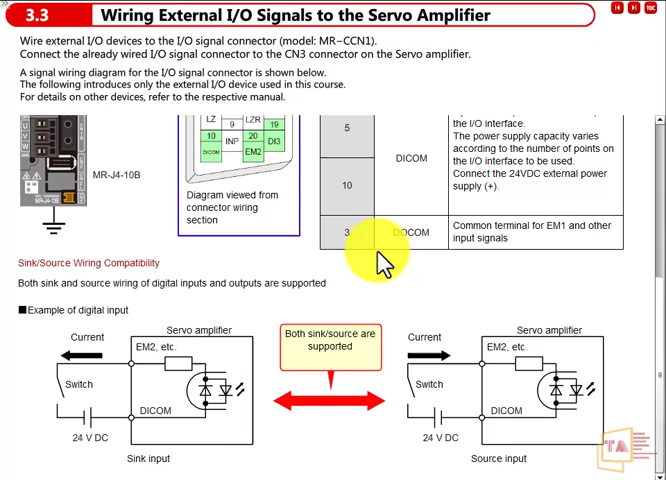 3.3 Wiring External I/O Signals to the Servo Amplifier
TOC
Wire external I/O devices to the I/O signal connector (model: MR−CCN1).
Connect the already wired I/O signal connector to the CN3 connector on the Servo amplifier.
A signal wiring diagram for the I/O signal connector is shown below.
The following introduces only the external I/O device used in this course.
For details on other devices, refer to the respective manual.
LZ
9
LZR
19
10
DICOM
INP
20
EM2
DI3
MR-J4-10B
MR-J4-10B
Diagram viewed from
connector wiring
section
5
10
DICOM
the I/O interface.
The power supply capacity varies
according to the number of points on
the I/O interface to be used.
Connect the 24VDC external power
supply (+).
3
DOCOM
Common terminal for EM1 and other
input signals
Sink/Source Wiring Compatibility
Both sink and source wiring of digital inputs and outputs are supported
■Example of digital input
Current
Servo amplifier
EM2, etc.
Switch
DICOM
24 V DC
Sink input
Both sink/source are
supported
Current
Servo amplifier
EM2, etc.
Switch
DICOM
24 V DC
Source input
TA